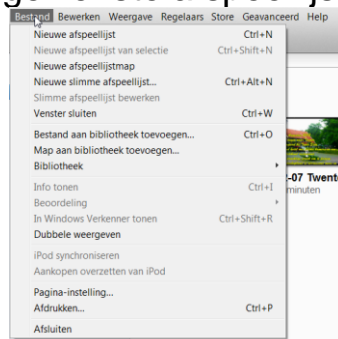 Bestand Bewerken Weergave Regelaars Store Geavanceerd Help
Nieuwe afspeellijst Ctrl+N
Nieuwe afspeellijst van selectie Ctrl+Shift+N
Nieuwe afspeellijstmap
Nieuwe slimme afspeellijst... Ctrl+Alt+N
Slimme afspeellijst bewerken
Venster sluiten Ctrl+W
Bestand aan bibliotheek toevoegen... Ctrl+O
Map aan bibliotheek toevoegen...
Bibliotheek
-07 Twent
minuten
Info tonen Ctrl+I
Beoordeling
In Windows Verkenner tonen Ctrl+Shift+R
Dubbele weergeven
iPod synchroniseren
Aankopen overzetten van iPod
Pagina-instelling...
Afdrukken... Ctrl+P
Afsluiten